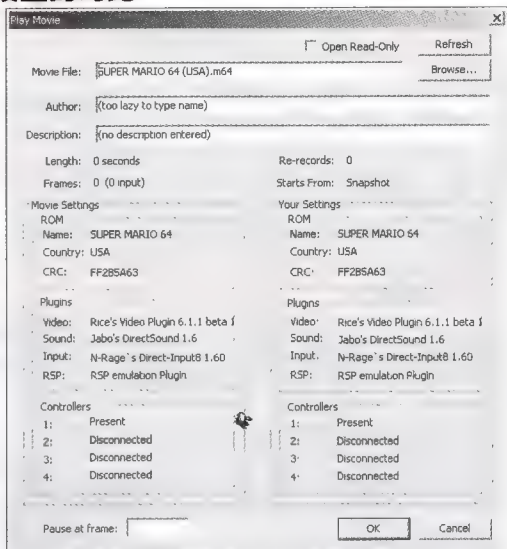 Play Movie
Open Read-Only
Refresh
Movie File: SUPER MARIO 64 (USA).m64
Browse...
Author: (too lazy to type name)
Description: (no description entered)
Length: 0 seconds
Re-records: 0
Frames: 0 (0 input)
Starts From: Snapshot
Movie Settings
ROM
Name: SUPER MARIO 64
Country: USA
CRC: FF2B5A63
Plugins
Video: Rice's Video Plugin 6.1.1 beta
Sound: Jabo's DirectSound 1.6
Input: N-Rage`s Direct-Input8 1.60
RSP: RSP emulation Plugin
Controllers
1: Present
2: Disconnected
3: Disconnected
4: Disconnected
Your Settings
ROM
Name: SUPER MARIO 64
Country: USA
CRC: FF2B5A63
Plugins
Video: Rice's Video Plugin 6.1.1 beta
Sound: Jabo's DirectSound 1.6
Input: N-Rage`s Direct-Input8 1.60
RSP: RSP emulation Plugin
Controllers
1: Present
2: Disconnected
3: Disconnected
4: Disconnected
Pause at frame:
OK
Cancel